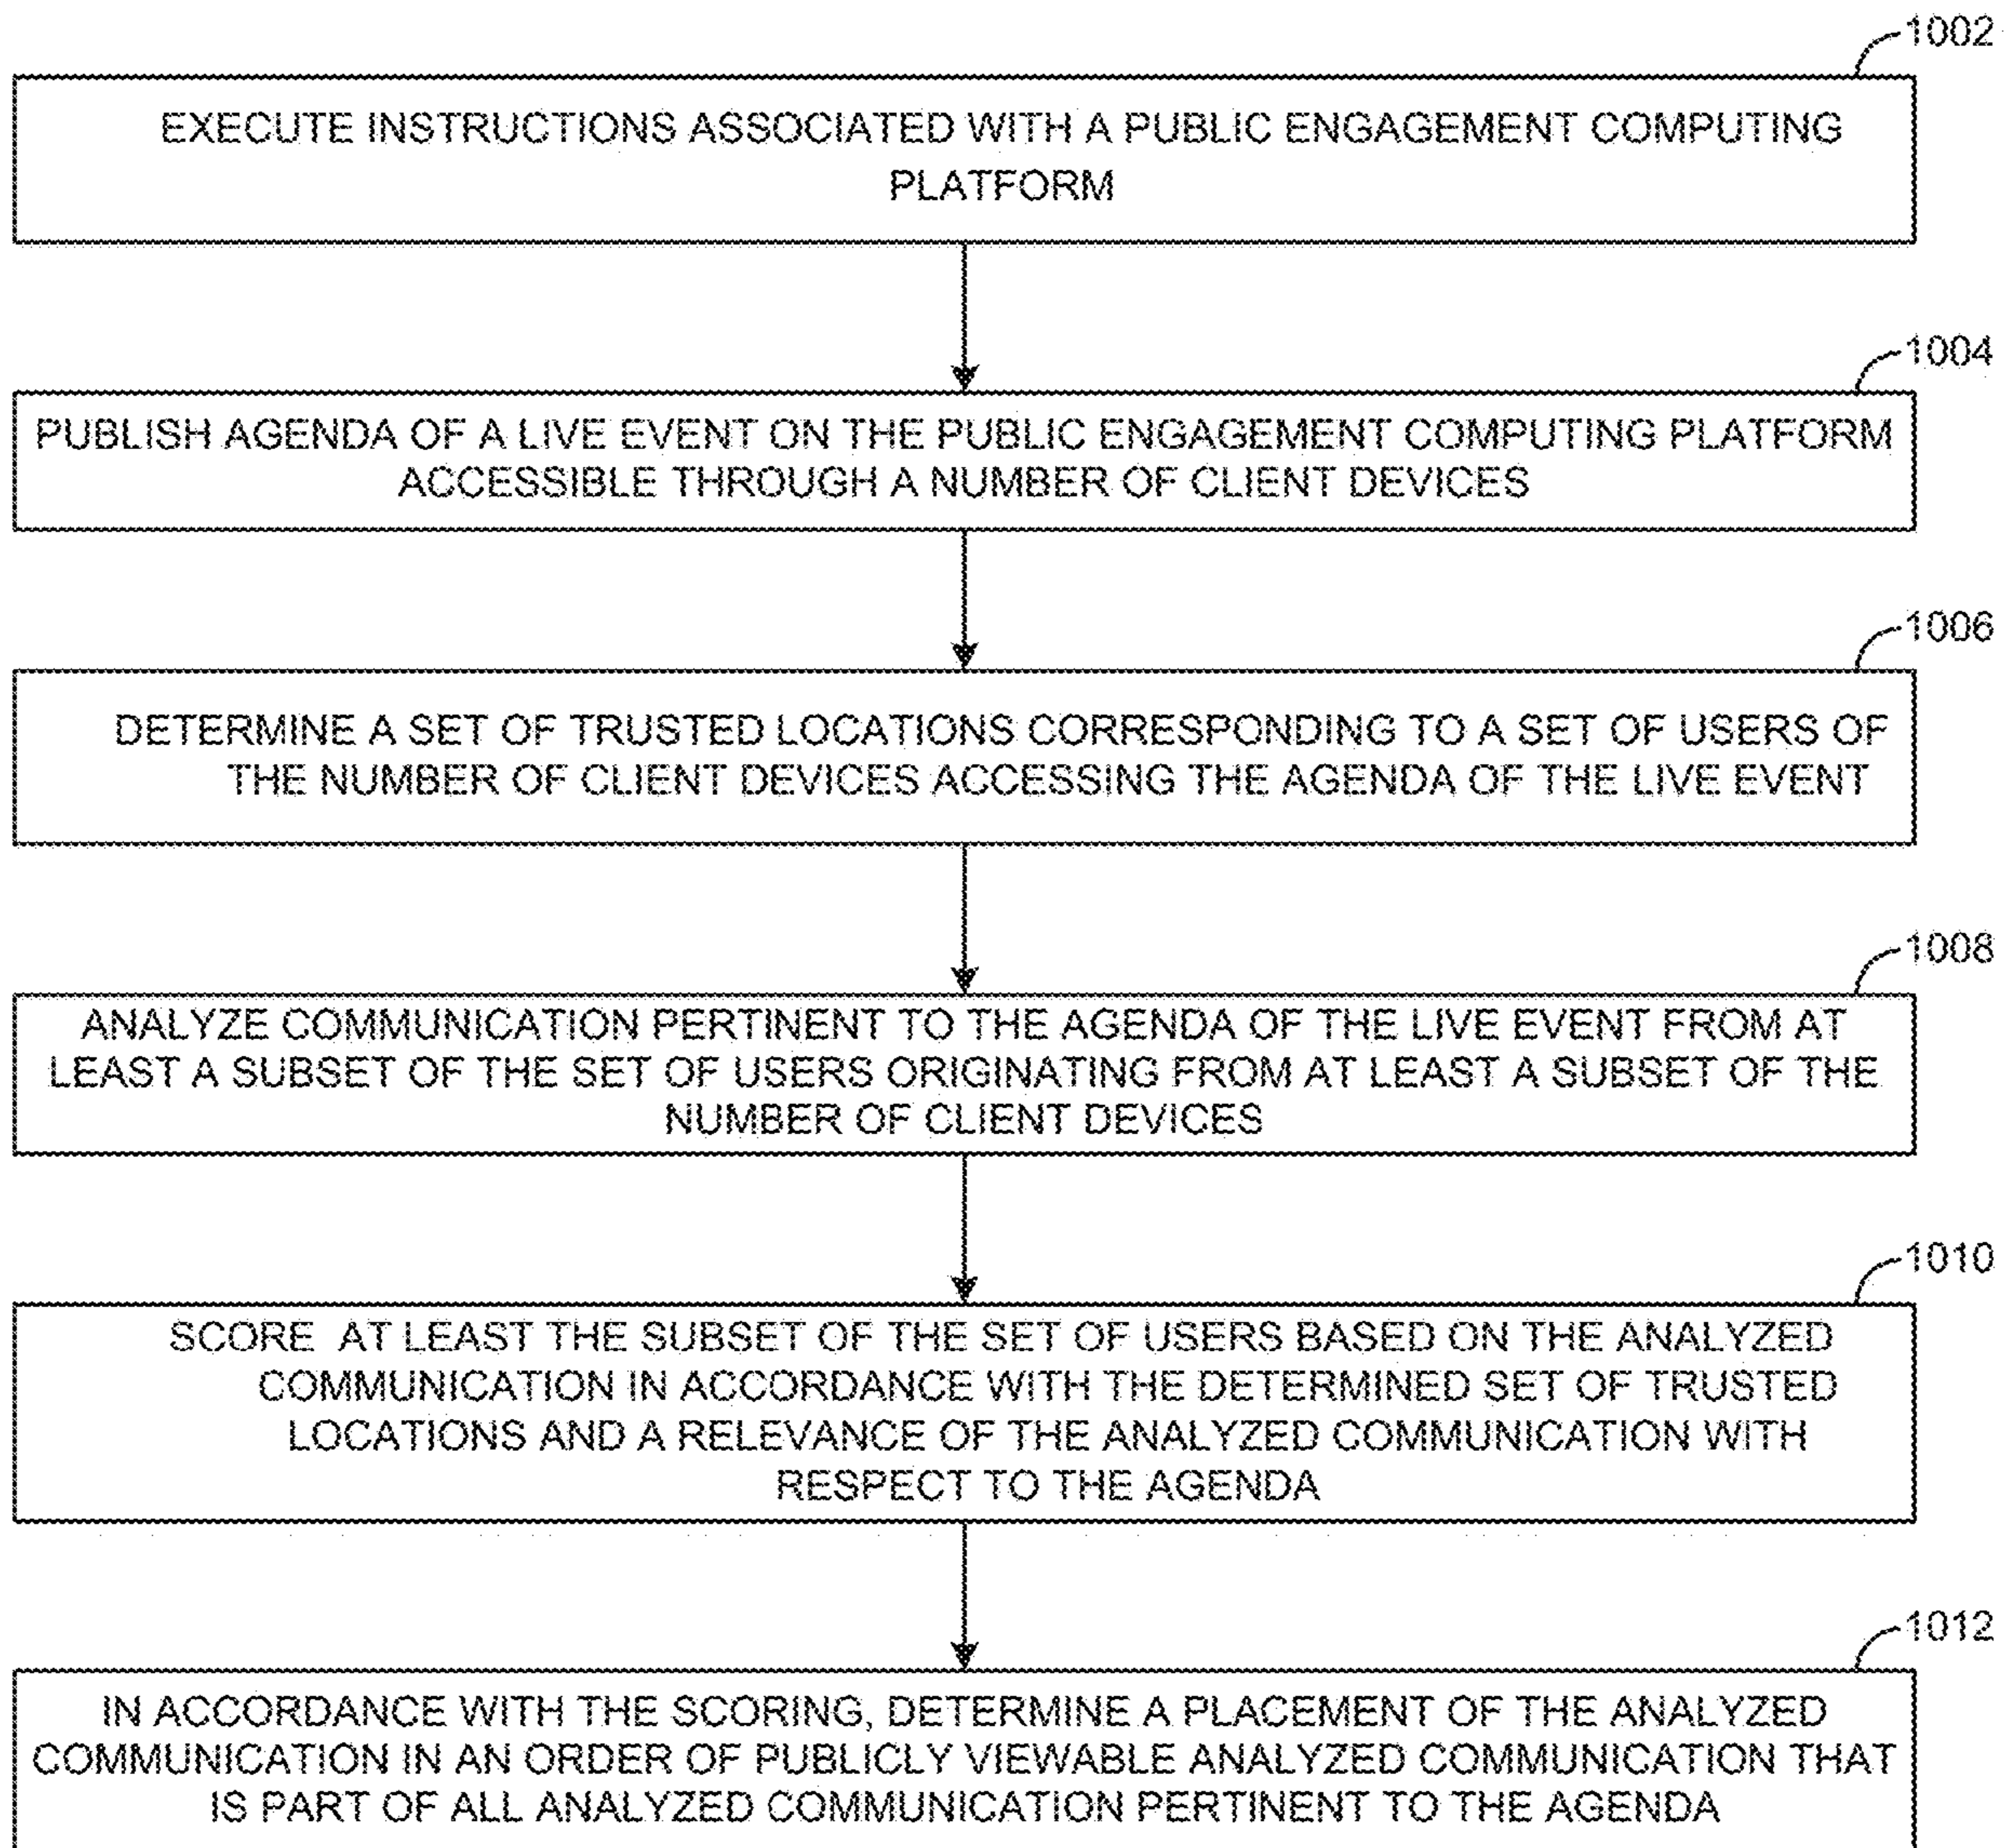 1002
EXECUTE INSTRUCTIONS ASSOCIATED WITH A PUBLIC ENGAGEMENT COMPUTING
PLATFORM
1004
PUBLISH AGENDA OF A LIVE EVENT ON THE PUBLIC ENGAGEMENT COMPUTING PLATFORM
ACCESSIBLE THROUGH A NUMBER OF CLIENT DEVICES
1006
DETERMINE A SET OF TRUSTED LOCATIONS CORRESPONDING TO A SET OF USERS OF
THE NUMBER OF CLIENT DEVICES ACCESSING THE AGENDA OF THE LIVE EVENT
1008
ANALYZE COMMUNICATION PERTINENT TO THE AGENDA OF THE LIVE EVENT FROM AT
LEAST A SUBSET OF THE SET OF USERS ORIGINATING FROM AT LEAST A SUBSET OF THE
NUMBER OF CLIENT DEVICES
1010
SCORE AT LEAST THE SUBSET OF THE SET OF USERS BASED ON THE ANALYZED
COMMUNICATION IN ACCORDANCE WITH THE DETERMINED SET OF TRUSTED
LOCATIONS AND A RELEVANCE OF THE ANALYZED COMMUNICATION WITH
RESPECT TO THE AGENDA
1012
IN ACCORDANCE WITH THE SCORING, DETERMINE A PLACEMENT OF THE ANALYZED
COMMUNICATION IN AN ORDER OF PUBLICLY VIEWABLE ANALYZED COMMUNICATION THAT
IS PART OF ALL ANALYZED COMMUNICATION PERTINENT TO THE AGENDA